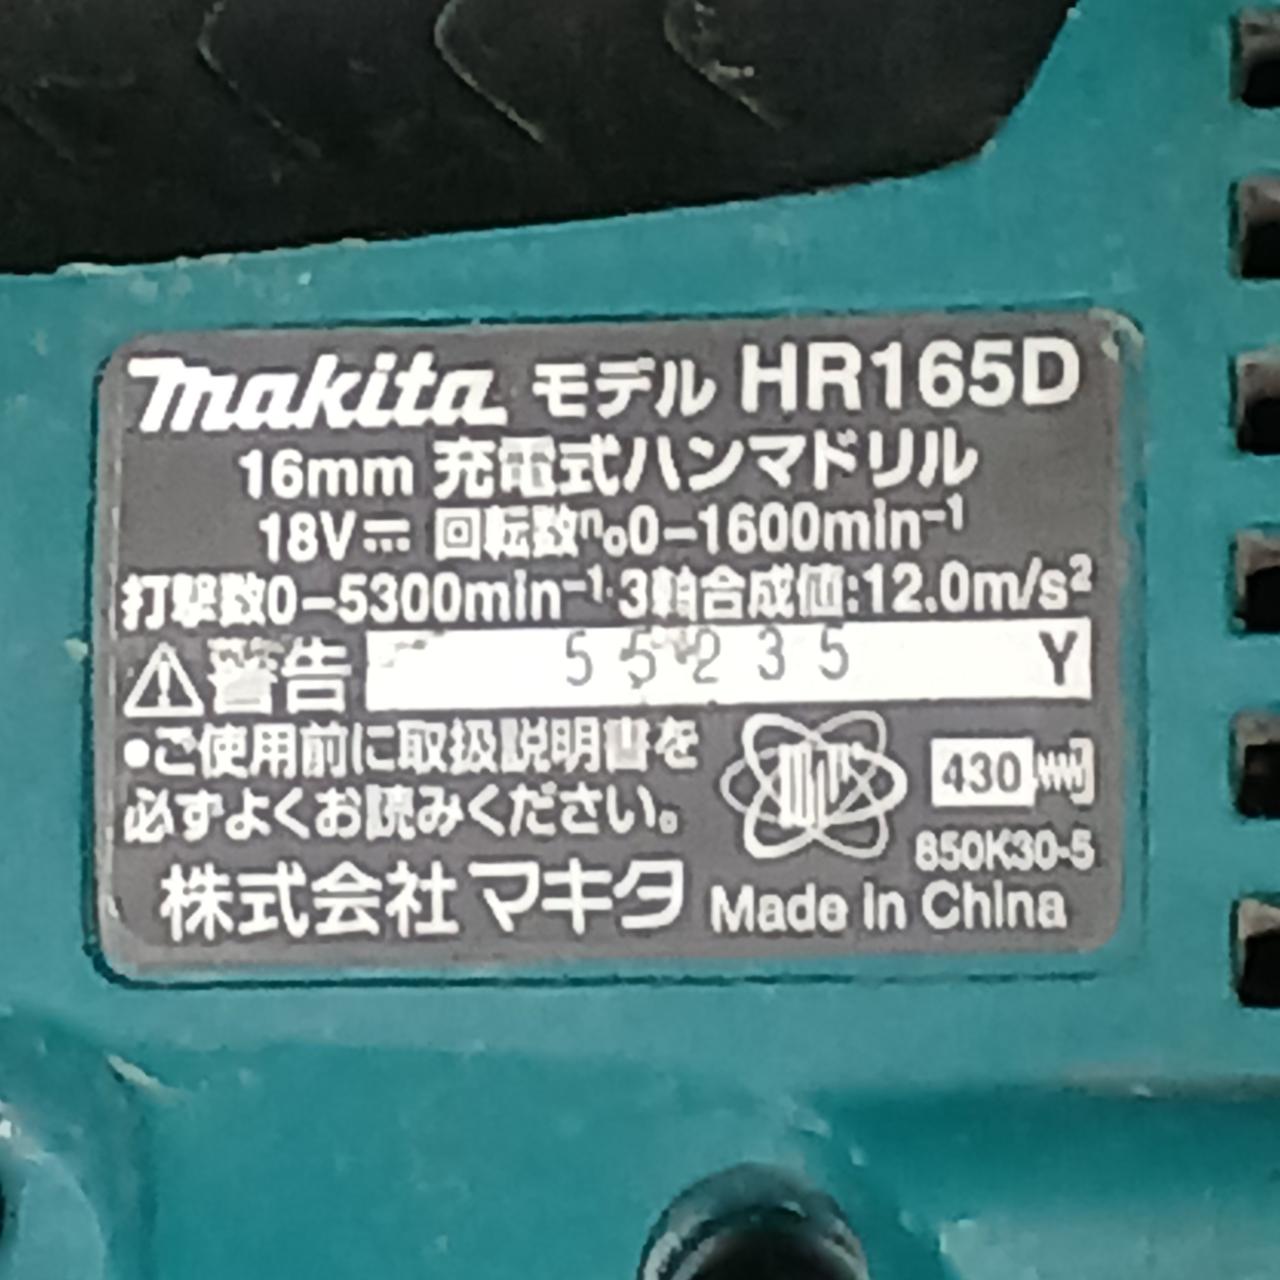 makita モデル HR165D
16mm 充電式ハンマドリル
18V⎓ 回転数n₀0-1600min⁻¹
打撃数0-5300min⁻¹·3軸合成値:12.0m/s²
⚠警告 55235 Y
●ご使用前に取扱説明書を
必ずよくお読みください。
430
850K30-5
株式会社マキタ Made in China